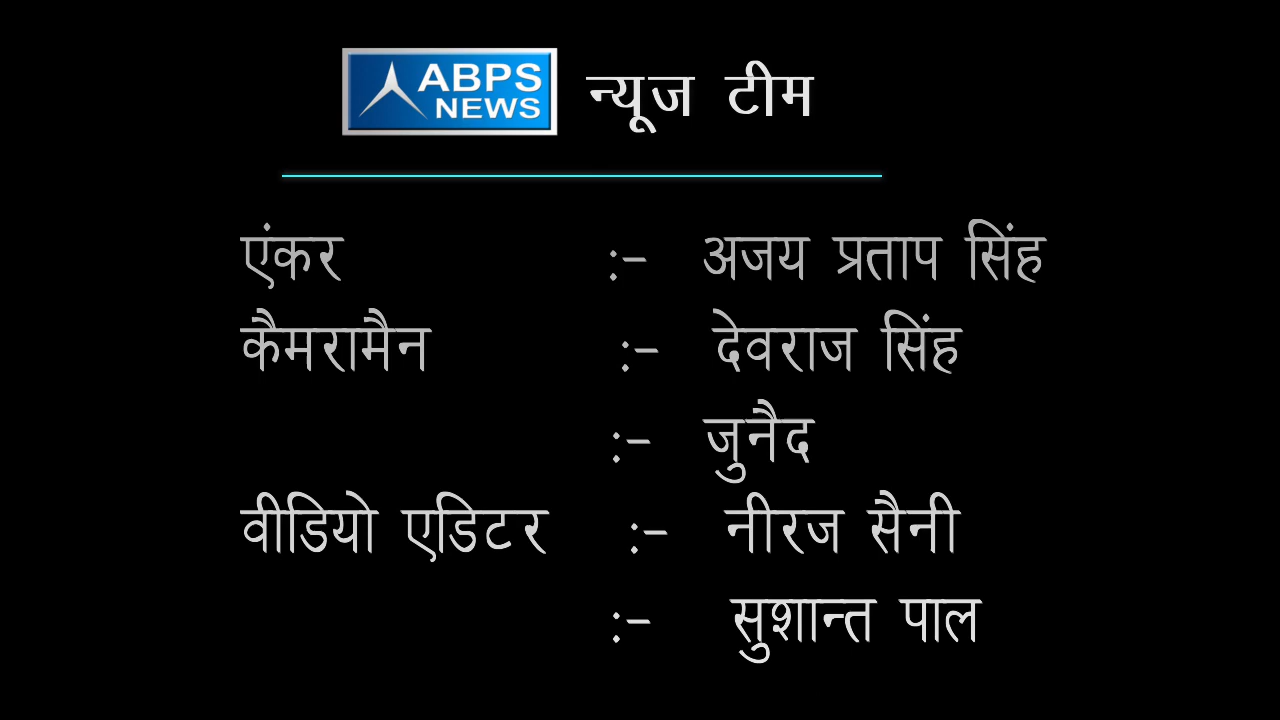 ABPS NEWS न्यूज टीम
एंकर :- अजय प्रताप सिंह
कैमरामैन :- देवराज सिंह
:- जुनैद
वीडियो एडिटर :- नीरज सैनी
:- सुशान्त पाल